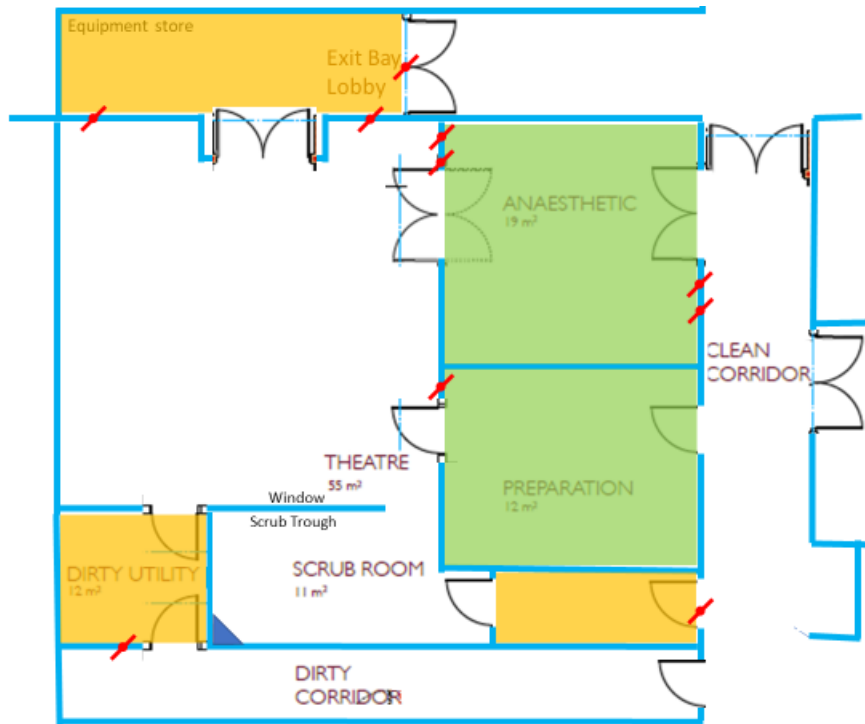 Equipment store
Exit Bay
Lobby
ANAESTHETIC
19 m²
CLEAN
CORRIDOR
THEATRE
55 m²
PREPARATION
12 m²
Window
Scrub Trough
DIRTY UTILITY
12 m²
SCRUB ROOM
11 m²
DIRTY
CORRIDOR